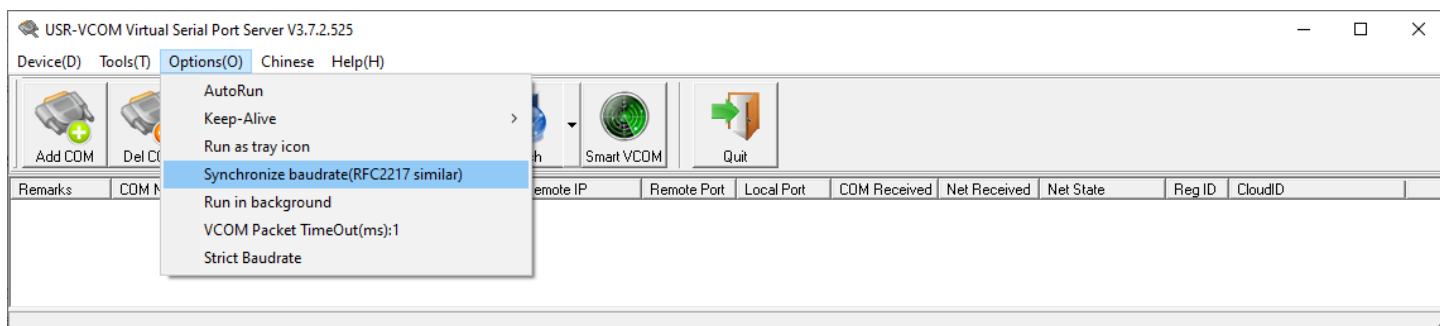 USR-VCOM Virtual Serial Port Server V3.7.2.525
Device(D) Tools(T) Options(O) Chinese Help(H)
AutoRun
Keep-Alive
Run as tray icon
Synchronize baudrate(RFC2217 similar)
Run in background
VCOM Packet TimeOut(ms):1
Strict Baudrate
Add COM Del Smart VCOM Quit
Remarks COM Remote Port Local Port COM Received Net Received Net State Reg ID CloudID